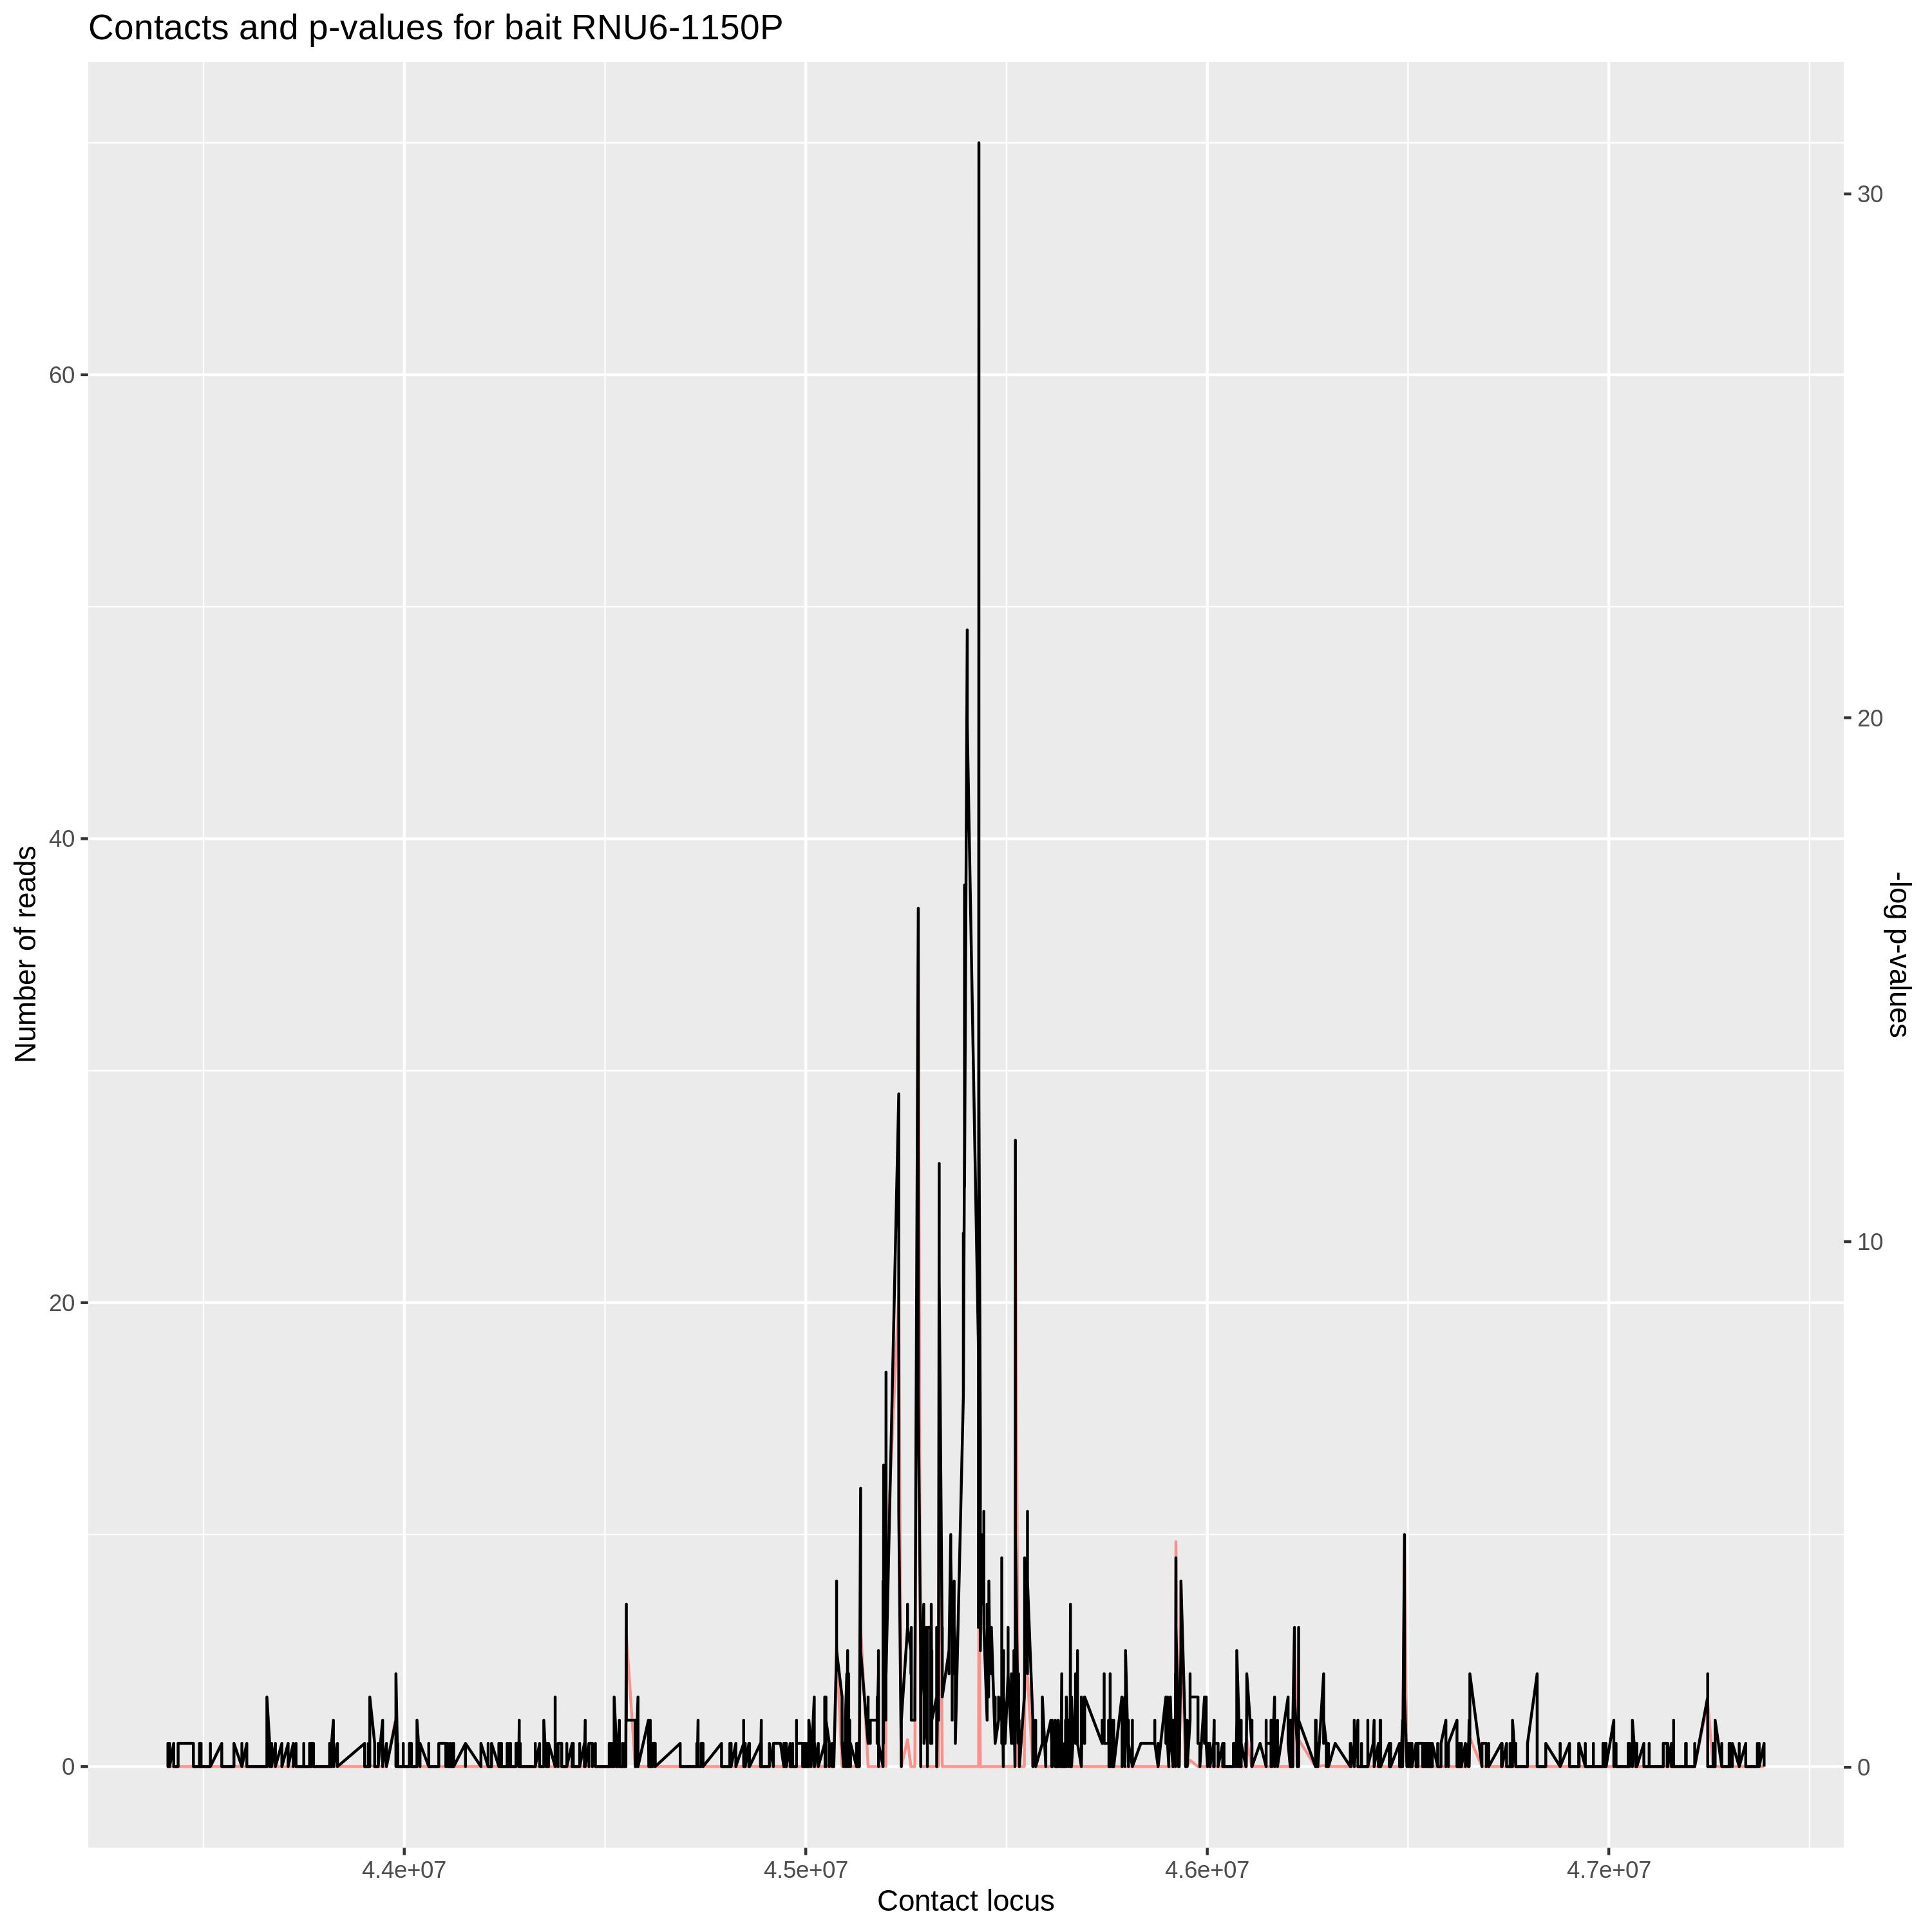 Contacts and p-values for bait RNU6-1150P
Number of reads
60
40
20
0
30
20
10
0
-log p-values
4.4e+07
4.5e+07
4.6e+07
4.7e+07
Contact locus